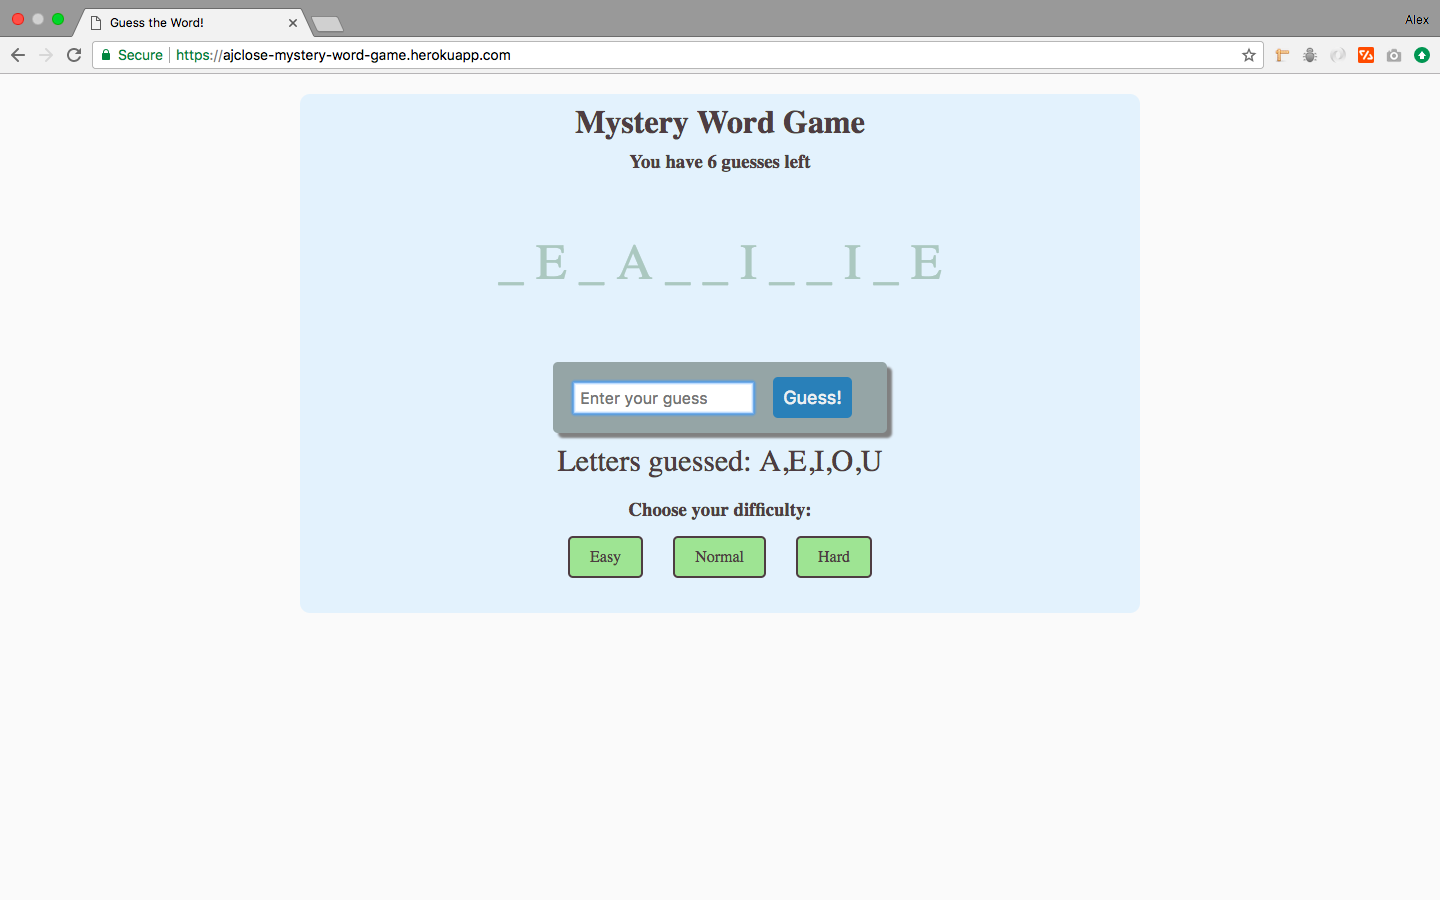 Guess the Word!
Alex
Secure https://ajclose-mystery-word-game.herokuapp.com
Mystery Word Game
You have 6 guesses left
_ E _ A _ _ I _ _ I _ E
Enter your guess
Guess!
Letters guessed: A,E,I,O,U
Choose your difficulty:
Easy Normal Hard